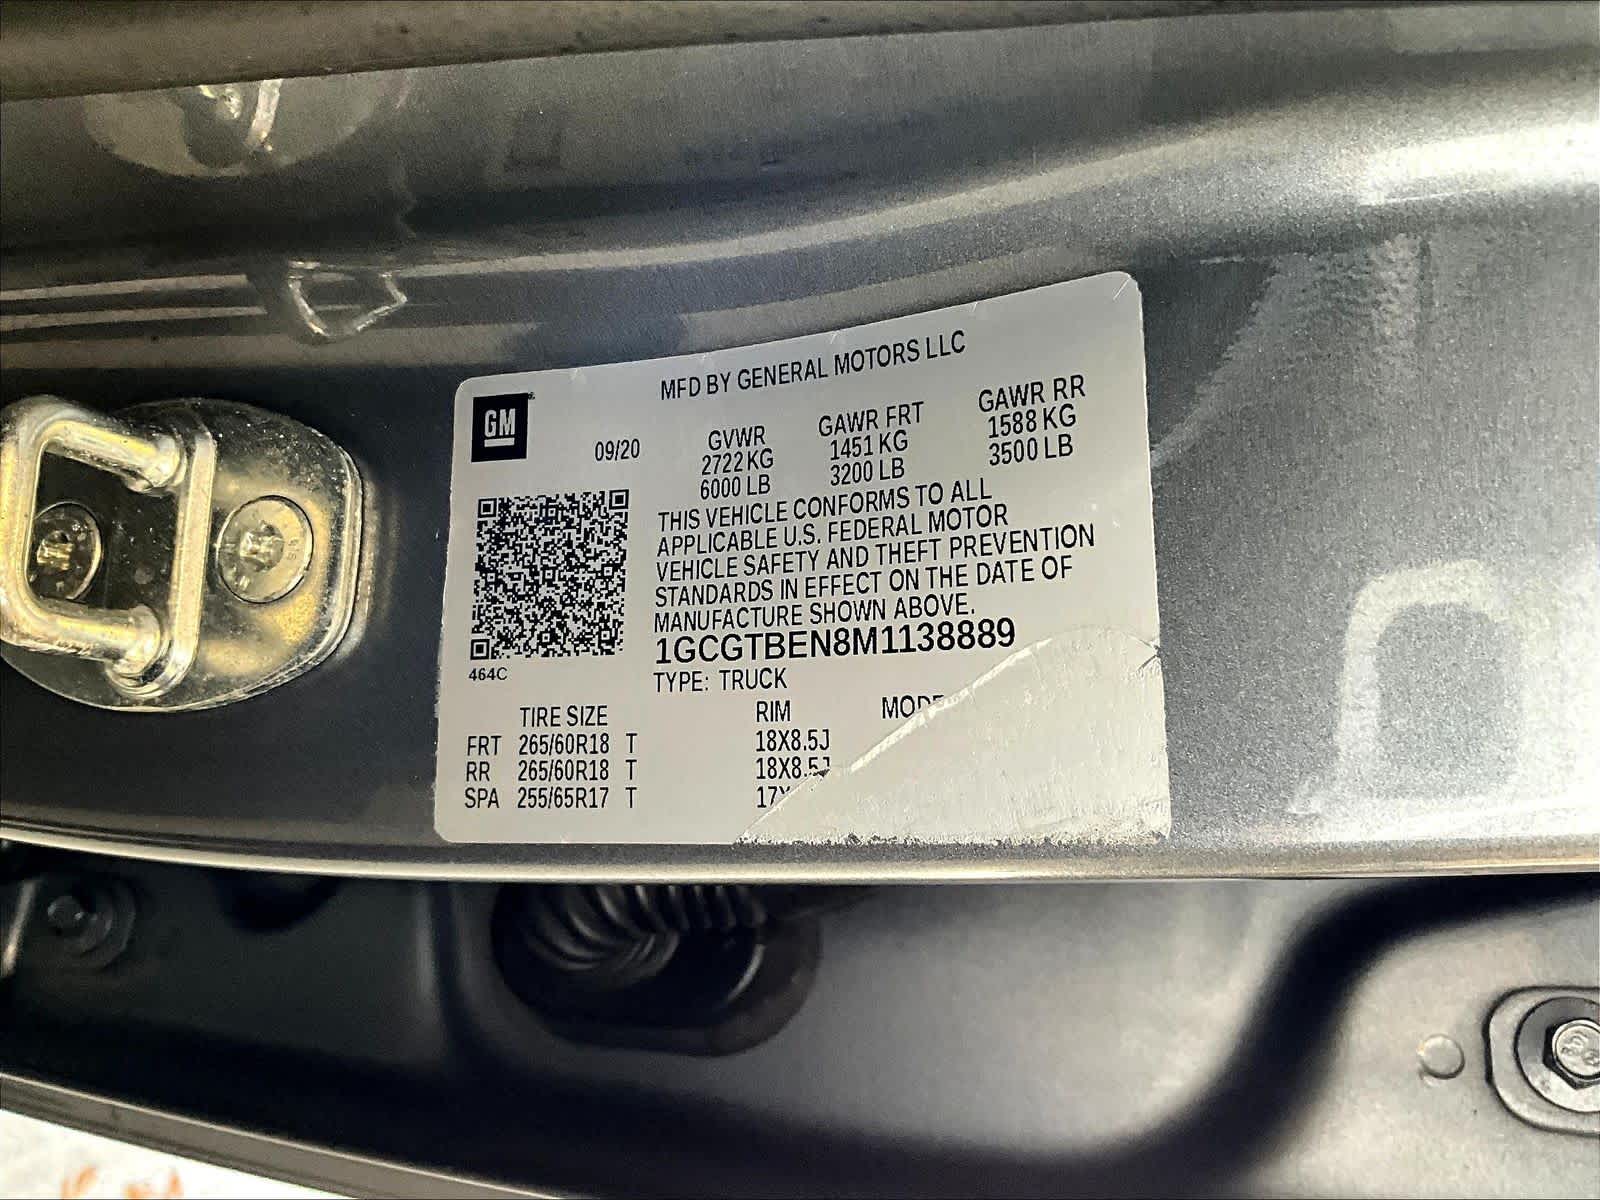 MFD BY GENERAL MOTORS LLC
GM
09/20
GVWR GAWR FRT GAWR RR
2722 KG 1451 KG 1588 KG
6000 LB 3200 LB 3500 LB
THIS VEHICLE CONFORMS TO ALL
APPLICABLE U.S. FEDERAL MOTOR
VEHICLE SAFETY AND THEFT PREVENTION
STANDARDS IN EFFECT ON THE DATE OF
MANUFACTURE SHOWN ABOVE.
1GCGTBEN8M1138889
464C
TYPE: TRUCK
TIRE SIZE RIM
FRT 265/60R18 T 18X8.5J
RR 265/60R18 T 18X8.5J
SPA 255/65R17 T